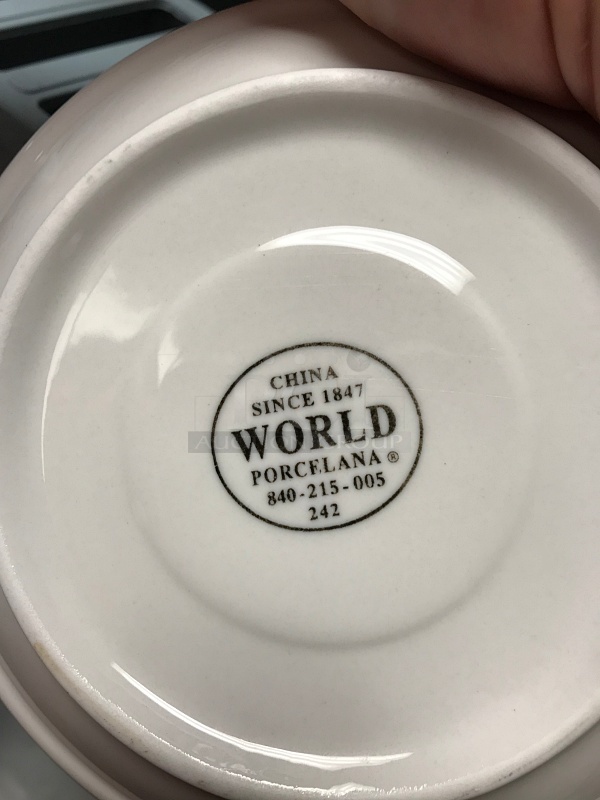 CHINA
SINCE 1847
WORLD
PORCELANA ®
840-215-005
242